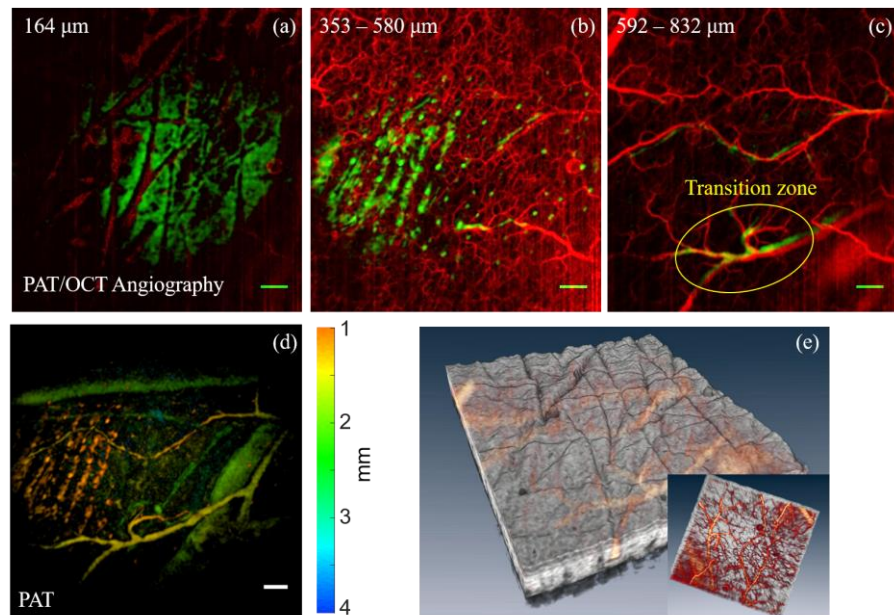 164 μm (a)
353 – 580 μm (b)
592 – 832 μm (c)
Transition zone
PAT/OCT Angiography
(d)
1
2
3
4
mm
PAT
(e)